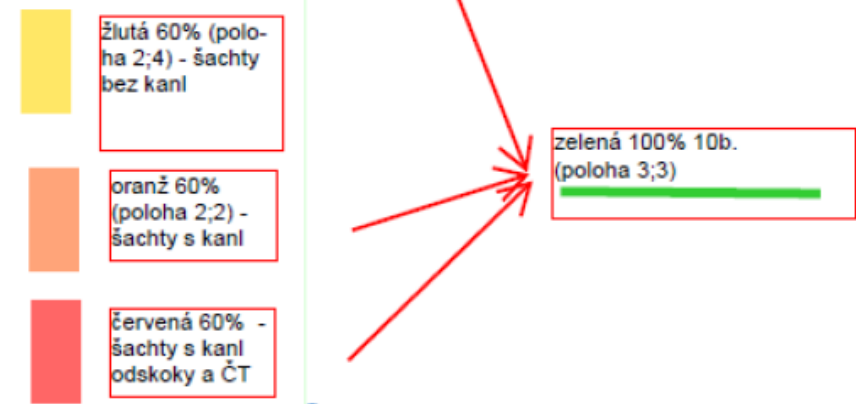 žlutá 60% (polo-
ha 2;4) - šachty
bez kanl
zelená 100% 10b.
(poloha 3;3)
oranž 60%
(poloha 2;2) -
šachty s kanl
červená 60%  -
šachty s kanl
odskoky a ČT